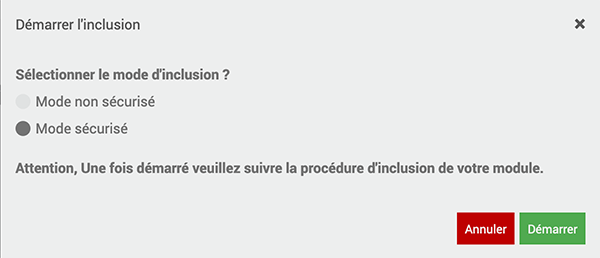 Démarrer l'inclusion
Sélectionner le mode d'inclusion ?
Mode non sécurisé
Mode sécurisé
Attention, Une fois démarré veuillez suivre la procédure d'inclusion de votre module.
Annuler Démarrer